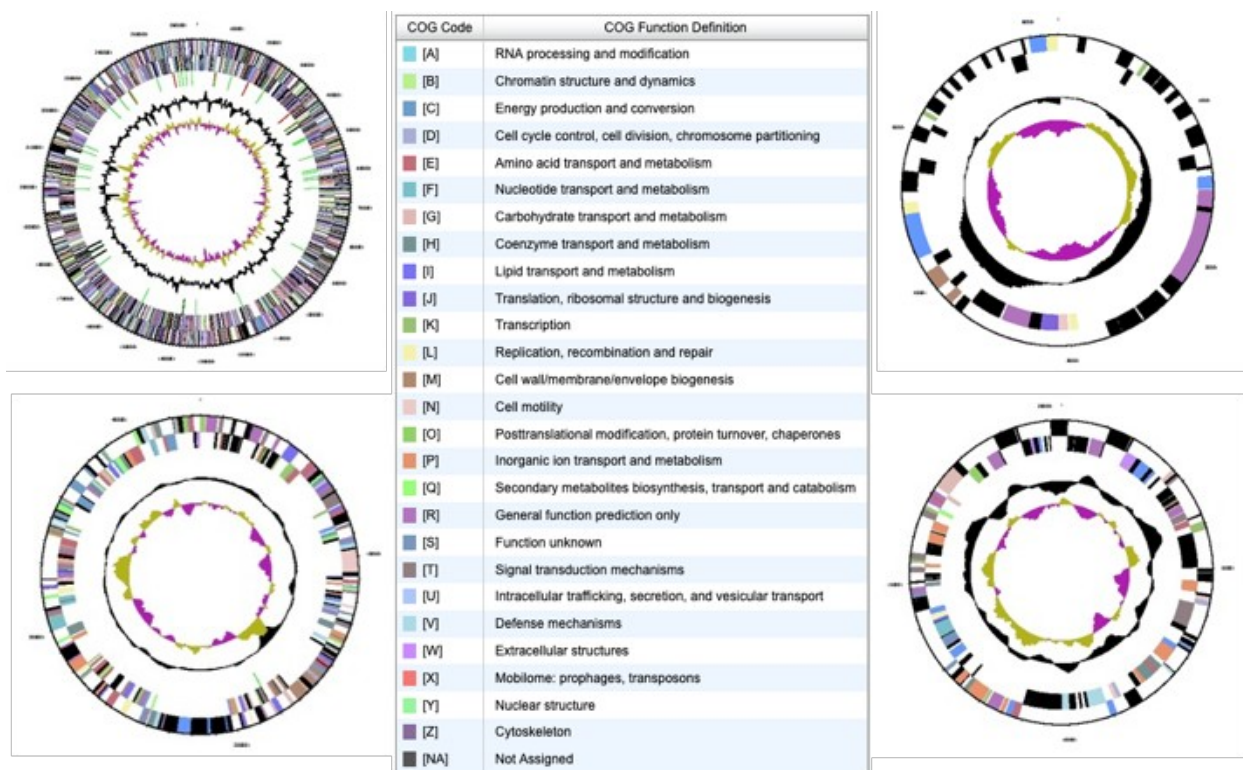 COG Code COG Function Definition
[A] RNA processing and modification
[B] Chromatin structure and dynamics
[C] Energy production and conversion
[D] Cell cycle control, cell division, chromosome partitioning
[E] Amino acid transport and metabolism
[F] Nucleotide transport and metabolism
[G] Carbohydrate transport and metabolism
[H] Coenzyme transport and metabolism
[I] Lipid transport and metabolism
[J] Translation, ribosomal structure and biogenesis
[K] Transcription
[L] Replication, recombination and repair
[M] Cell wall/membrane/envelope biogenesis
[N] Cell motility
[O] Posttranslational modification, protein turnover, chaperones
[P] Inorganic ion transport and metabolism
[Q] Secondary metabolites biosynthesis, transport and catabolism
[R] General function prediction only
[S] Function unknown
[T] Signal transduction mechanisms
[U] Intracellular trafficking, secretion, and vesicular transport
[V] Defense mechanisms
[W] Extracellular structures
[X] Mobilome: prophages, transposons
[Y] Nuclear structure
[Z] Cytoskeleton
[NA] Not Assigned